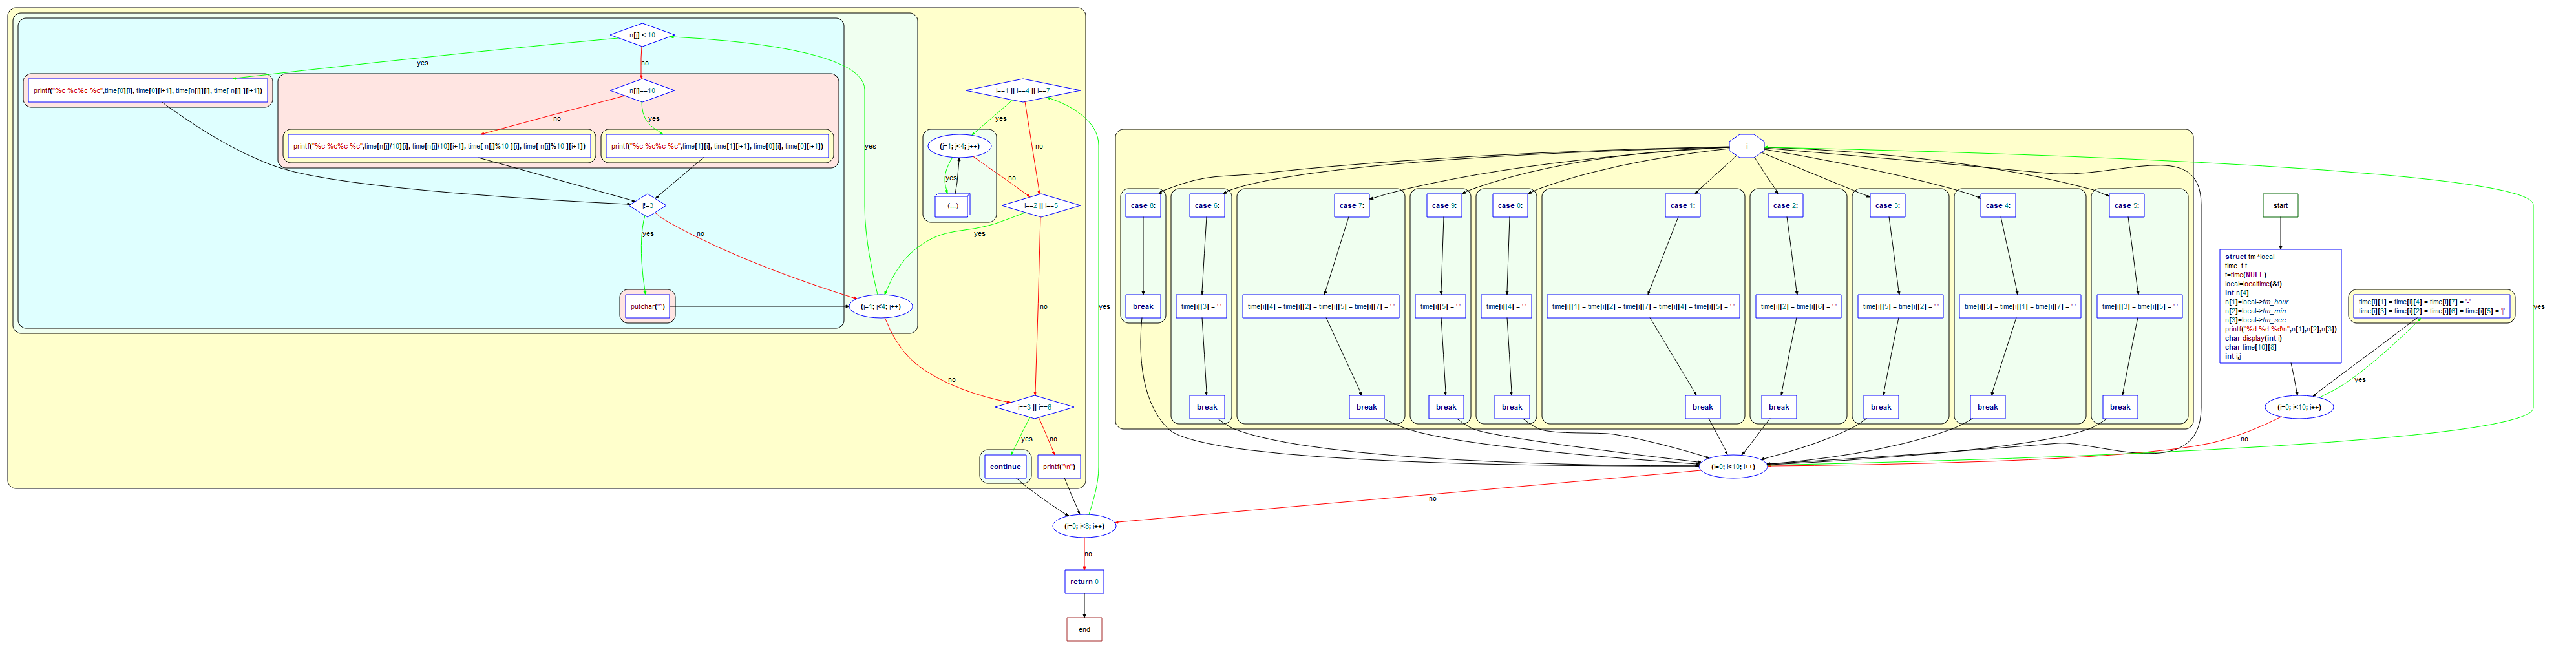 n[j] < 10
yes
no
printf("%c %c%c %c",time[0][i], time[0][i+1], time[n[j]][i], time[ n[j] ][i+1])
n[j]==10
no
yes
printf("%c %c%c %c",time[n[j]/10][i], time[n[j]/10][i+1], time[ n[j]%10 ][i], time[ n[j]%10 ][i+1])
printf("%c %c%c %c",time[1][i], time[1][i+1], time[0][i], time[0][i+1])
j!=3
yes
no
putchar('*')
(j=1; j<4; j++)
yes
no
i==1 || i==4 || i==7
yes
no
(j=1; j<4; j++)
yes
no
(...)
i==2 || i==5
yes
no
i==3 || i==6
yes
no
continue
printf("\n")
(i=0; i<8; i++)
yes
no
return 0
end
i
case 8:
case 6:
case 7:
case 9:
case 0:
case 1:
case 2:
case 3:
case 4:
case 5:
break
time[i][3] = ' '
time[i][4] = time[i][2] = time[i][5] = time[i][7] = ' '
time[i][5] = ' '
time[i][4] = ' '
time[i][1] = time[i][2] = time[i][7] = time[i][4] = time[i][5] = ' '
time[i][2] = time[i][6] = ' '
time[i][5] = time[i][2] = ' '
time[i][5] = time[i][1] = time[i][7] = ' '
time[i][3] = time[i][5] = ' '
break
break
break
break
break
break
break
break
break
(i=0; i<10; i++)
yes
no
start
struct tm *local
time_t t
t=time(NULL)
local=localtime(&t)
int n[4]
n[1]=local->tm_hour
n[2]=local->tm_min
n[3]=local->tm_sec
printf("%d:%d:%d\n",n[1],n[2],n[3])
char display(int i)
char time[10][8]
int i,j
time[i][1] = time[i][4] = time[i][7] = '-'
time[i][3] = time[i][2] = time[i][6] = time[i][5] = '|'
(i=0; i<10; i++)
yes
no